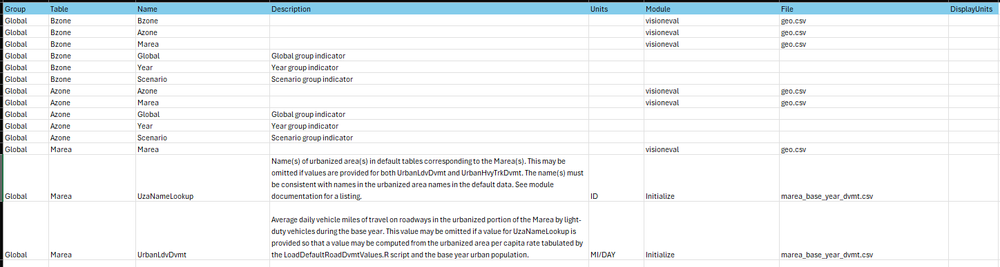 Group Table Name Description Units Module File DisplayUnits
Global Bzone Bzone visioneval geo.csv
Global Bzone Azone visioneval geo.csv
Global Bzone Marea visioneval geo.csv
Global Bzone Global Global group indicator
Global Bzone Year Year group indicator
Global Bzone Scenario Scenario group indicator
Global Azone Azone visioneval geo.csv
Global Azone Marea visioneval geo.csv
Global Azone Global Global group indicator
Global Azone Year Year group indicator
Global Azone Scenario Scenario group indicator
Global Marea Marea visioneval geo.csv
Name(s) of urbanized area(s) in default tables corresponding to the Marea(s). This may be
omitted if values are provided for both UrbanLdvDvmt and UrbanHvyTrkDvmt. The name(s) must
be consistent with names in the urbanized area names in the default data. See module
Global Marea UzaNameLookup documentation for a listing. ID Initialize marea_base_year_dvmt.csv
Average daily vehicle miles of travel on roadways in the urbanized portion of the Marea by light-
duty vehicles during the base year. This value may be omitted if a value for UzaNameLookup is
provided so that a value may be computed from the urbanized area per capita rate tabulated by
Global Marea UrbanLdvDvmt the LoadDefaultRoadDvmtValues.R script and the base year urban population. MI/DAY Initialize marea_base_year_dvmt.csv